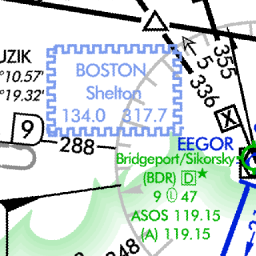 UZIK
°10.57'
°19.32'
BOSTON
Shelton
134.0 317.7
5
336
355
X
9
288
EEGOR
Bridgeport/Sikorsky
(BDR) D★
9 Ⓛ 47
ASOS 119.15
(A) 119.15
348